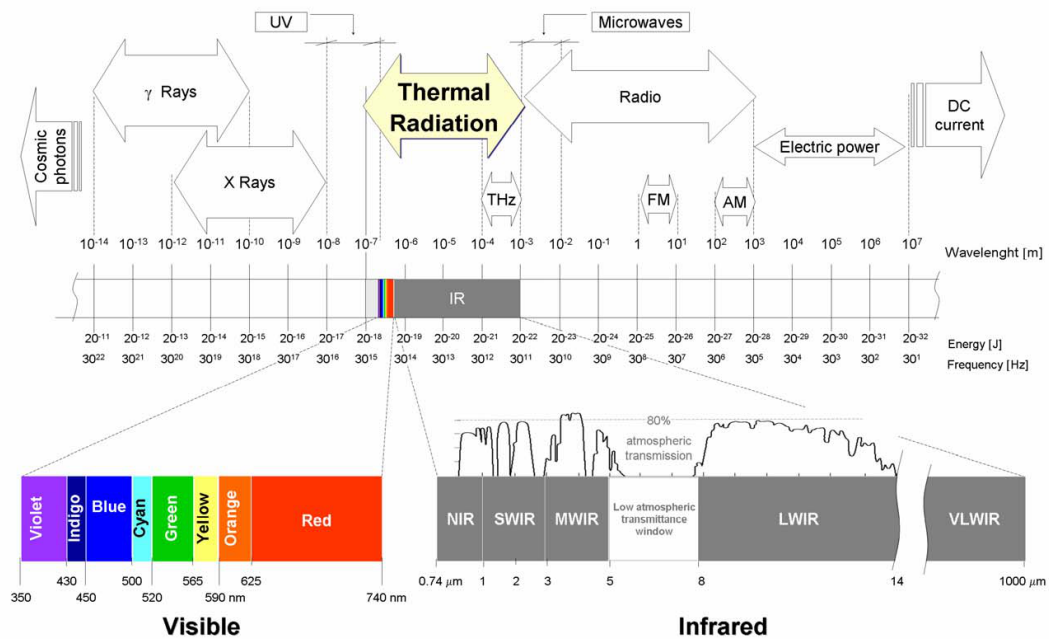 UV
Microwaves
γ Rays
Thermal
Radiation
Radio
DC
current
Cosmic
photons
Electric power
X Rays
THz
FM
AM
10-14 10-13 10-12 10-11 10-10 10-9 10-8 10-7 10-6 10-5 10-4 10-3 10-2 10-1 1 101 102 103 104 105 106 107
Wavelenght [m]
IR
20-11 20-12 20-13 20-14 20-15 20-16 20-17 20-18 20-19 20-20 20-21 20-22 20-23 20-24 20-25 20-26 20-27 20-28 20-29 20-30 20-31 20-32
Energy [J]
3022 3021 3020 3019 3018 3017 3016 3015 3014 3013 3012 3011 3010 309 308 307 306 305 304 303 302 301
Frequency [Hz]
80%
atmospheric
transmission
Violet
Indigo
Blue
Cyan
Green
Yellow
Orange
Red
NIR
SWIR
MWIR
Low atmospheric
transmittance
window
LWIR
VLWIR
430 500 565 625
350 450 520 590 nm 740 nm
0.74 μm 1 2 3 5 8 14 1000 μm
Visible
Infrared